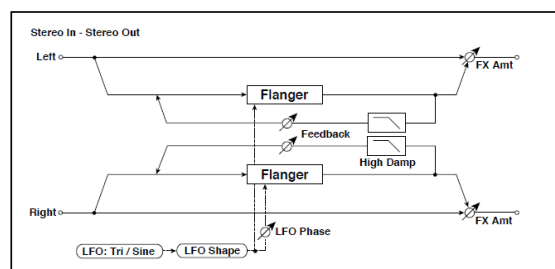 Stereo In - Stereo Out
Left
FX Amt
Flanger
Feedback
High Damp
Flanger
Right
LFO Phase
FX Amt
LFO: Tri / Sine
LFO Shape